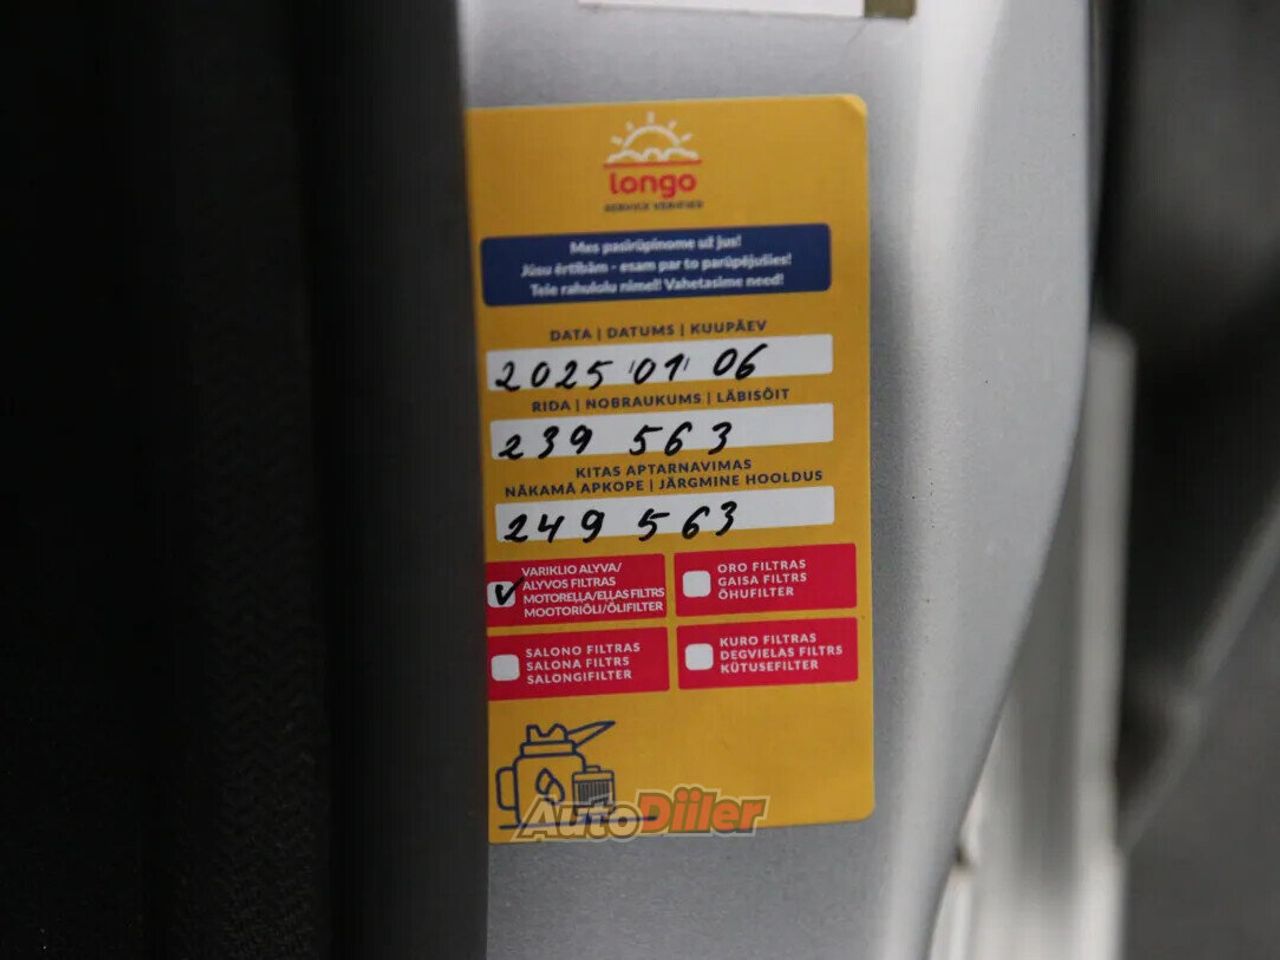 longo
SERVICE VERIFIED
Mes pasirūpinome už jus!
Jūsu ērtībām - esam par to parūpējušies!
Teie rahulolu nimel! Vahetasime need!
DATA | DATUMS | KUUPÄEV
2025 01 06
RIDA | NOBRAUKUMS | LÄBISÕIT
239 563
KITAS APTARNAVIMAS
NĀKAMĀ APKOPE | JÄRGMINE HOOLDUS
249 563
VARIKLIO ALYVA/
ALYVOS FILTRAS
MOTOREĻĻA/EĻĻAS FILTRS
MOOTORIÕLI/ÕLIFILTER
ORO FILTRAS
GAISA FILTRS
ÕHUFILTER
SALONO FILTRAS
SALONA FILTRS
SALONGIFILTER
KURO FILTRAS
DEGVIELAS FILTRS
KÜTUSEFILTER
AutoDiiler